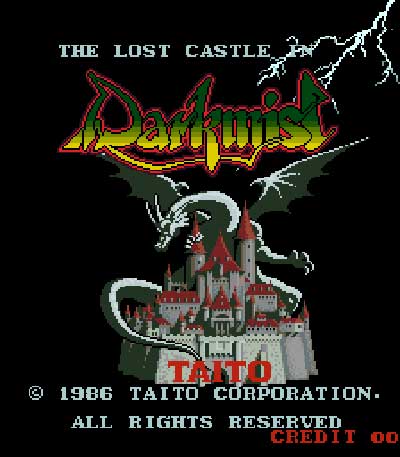 THE LOST CASTLE IN
Darkmist
TAITO
© 1986 TAITO CORPORATION.
ALL RIGHTS RESERVED
CREDIT 00